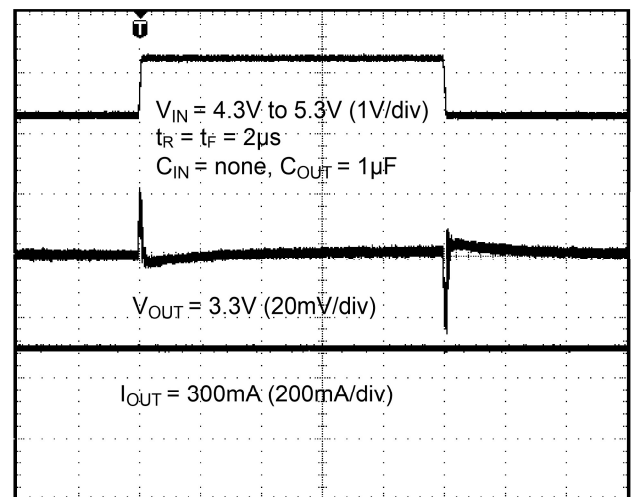 T
V_IN = 4.3V to 5.3V (1V/div)
t_R = t_F = 2µs
C_IN = none, C_OUT = 1µF
V_OUT = 3.3V (20mV/div)
I_OUT = 300mA (200mA/div)